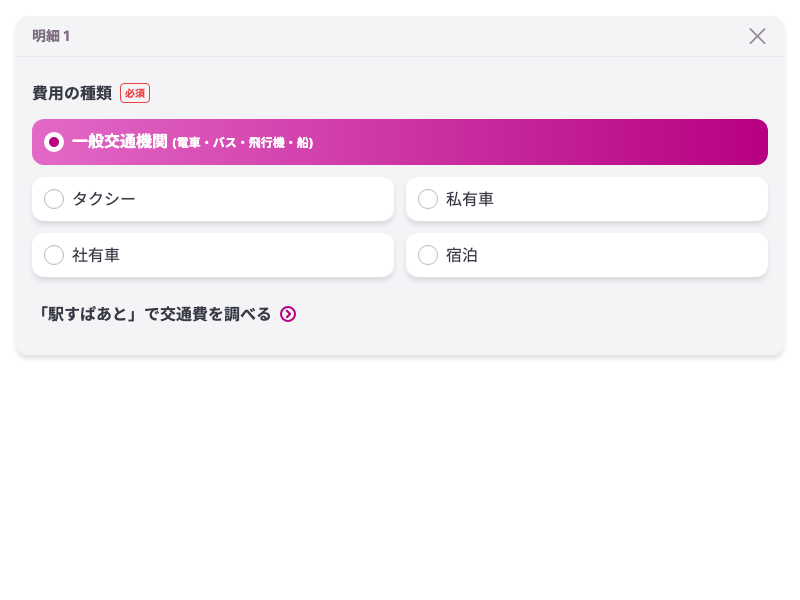 明細 1
費用の種類 必須
一般交通機関 (電車・バス・飛行機・船)
タクシー
私有車
社有車
宿泊
「駅すぱあと」で交通費を調べる